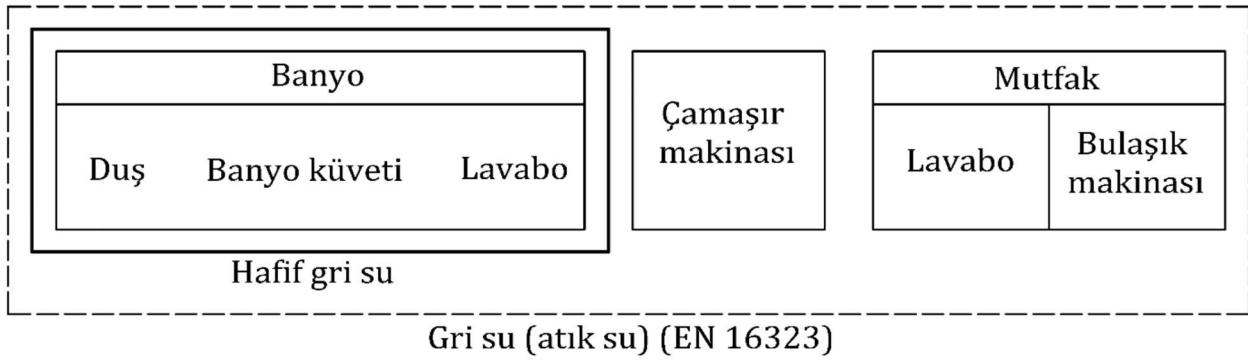 Banyo
Duş
Banyo küveti
Lavabo
Hafif gri su
Çamaşır
makinası
Mutfak
Lavabo
Bulaşık
makinası
Gri su (atık su) (EN 16323)